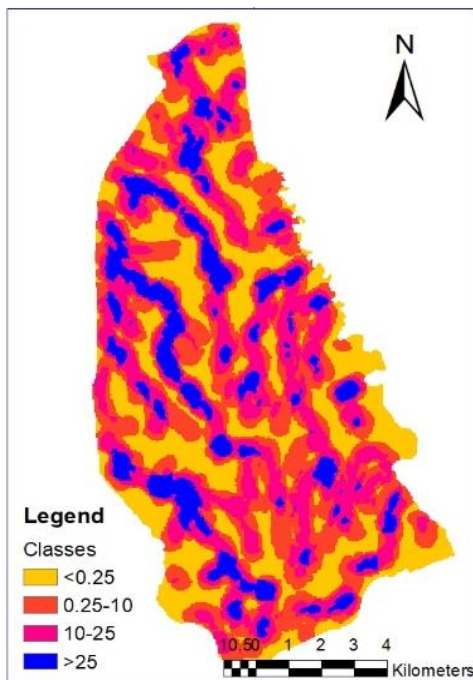 N
Legend
Classes
<0.25
0.25-10
10-25
>25
10.50 1 2 3 4
Kilometers